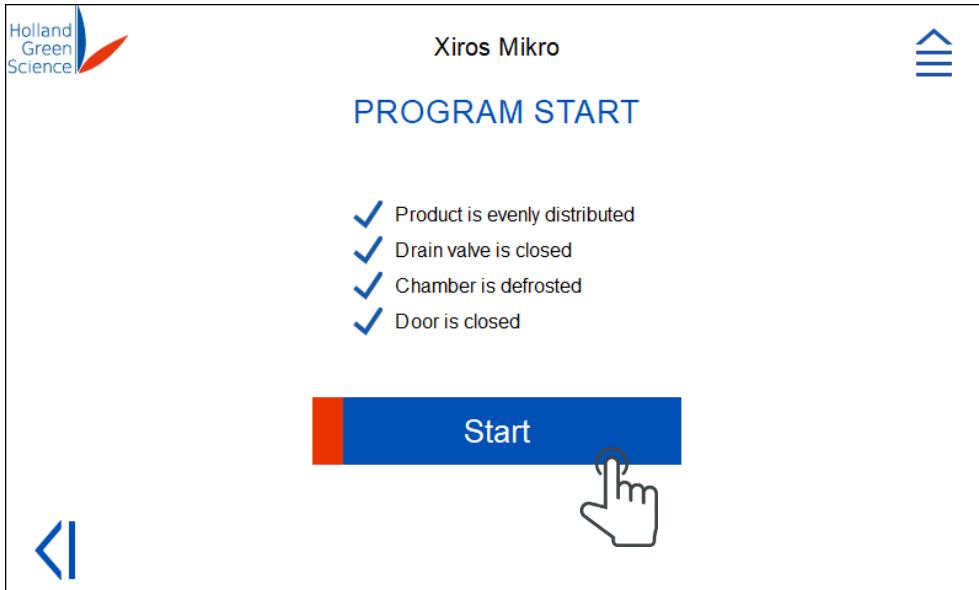 Holland
Green
Science
Xiros Mikro
PROGRAM START
Product is evenly distributed
Drain valve is closed
Chamber is defrosted
Door is closed
Start